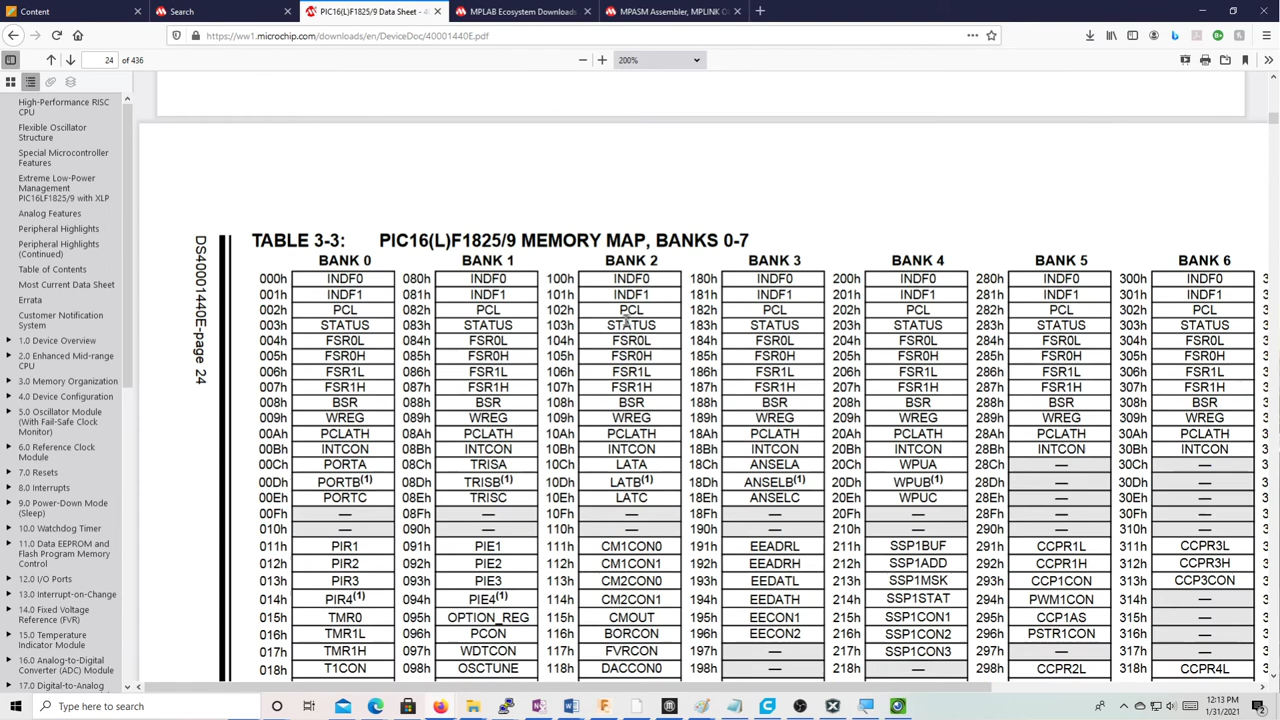 Content
Search
PIC16(L)F1825/9 Data Sheet - 4
MPLAB Ecosystem Downloads
MPASM Assembler, MPLINK O
https://ww1.microchip.com/downloads/en/DeviceDoc/40001440E.pdf
24 of 436
200%
High-Performance RISC
CPU
Flexible Oscillator
Structure
Special Microcontroller
Features
Extreme Low-Power
Management
PIC16LF1825/9 with XLP
Analog Features
Peripheral Highlights
Peripheral Highlights
(Continued)
Table of Contents
Most Current Data Sheet
Errata
Customer Notification
System
1.0 Device Overview
2.0 Enhanced Mid-range
CPU
3.0 Memory Organization
4.0 Device Configuration
5.0 Oscillator Module
(With Fail-Safe Clock
Monitor)
6.0 Reference Clock
Module
7.0 Resets
8.0 Interrupts
9.0 Power-Down Mode
(Sleep)
10.0 Watchdog Timer
11.0 Data EEPROM and
Flash Program Memory
Control
12.0 I/O Ports
13.0 Interrupt-on-Change
14.0 Fixed Voltage
Reference (FVR)
15.0 Temperature
Indicator Module
16.0 Analog-to-Digital
Converter (ADC) Module
17.0 Digital-to-Analog
DS40001440E-page 24
TABLE 3-3: PIC16(L)F1825/9 MEMORY MAP, BANKS 0-7
BANK 0 BANK 1 BANK 2 BANK 3 BANK 4 BANK 5 BANK 6
000h INDF0 080h INDF0 100h INDF0 180h INDF0 200h INDF0 280h INDF0 300h INDF0 3
001h INDF1 081h INDF1 101h INDF1 181h INDF1 201h INDF1 281h INDF1 301h INDF1 3
002h PCL 082h PCL 102h PCL 182h PCL 202h PCL 282h PCL 302h PCL 3
003h STATUS 083h STATUS 103h STATUS 183h STATUS 203h STATUS 283h STATUS 303h STATUS 3
004h FSR0L 084h FSR0L 104h FSR0L 184h FSR0L 204h FSR0L 284h FSR0L 304h FSR0L 3
005h FSR0H 085h FSR0H 105h FSR0H 185h FSR0H 205h FSR0H 285h FSR0H 305h FSR0H 3
006h FSR1L 086h FSR1L 106h FSR1L 186h FSR1L 206h FSR1L 286h FSR1L 306h FSR1L 3
007h FSR1H 087h FSR1H 107h FSR1H 187h FSR1H 207h FSR1H 287h FSR1H 307h FSR1H 3
008h BSR 088h BSR 108h BSR 188h BSR 208h BSR 288h BSR 308h BSR 3
009h WREG 089h WREG 109h WREG 189h WREG 209h WREG 289h WREG 309h WREG 3
00Ah PCLATH 08Ah PCLATH 10Ah PCLATH 18Ah PCLATH 20Ah PCLATH 28Ah PCLATH 30Ah PCLATH 3
00Bh INTCON 08Bh INTCON 10Bh INTCON 18Bh INTCON 20Bh INTCON 28Bh INTCON 30Bh INTCON 3
00Ch PORTA 08Ch TRISA 10Ch LATA 18Ch ANSELA 20Ch WPUA 28Ch — 30Ch — 3
00Dh PORTB(1) 08Dh TRISB(1) 10Dh LATB(1) 18Dh ANSELB(1) 20Dh WPUB(1) 28Dh — 30Dh — 3
00Eh PORTC 08Eh TRISC 10Eh LATC 18Eh ANSELC 20Eh WPUC 28Eh — 30Eh — 3
00Fh — 08Fh — 10Fh — 18Fh — 20Fh — 28Fh — 30Fh — 3
010h — 090h — 110h — 190h — 210h — 290h — 310h — 3
011h PIR1 091h PIE1 111h CM1CON0 191h EEADRL 211h SSP1BUF 291h CCPR1L 311h CCPR3L 3
012h PIR2 092h PIE2 112h CM1CON1 192h EEADRH 212h SSP1ADD 292h CCPR1H 312h CCPR3H 3
013h PIR3 093h PIE3 113h CM2CON0 193h EEDATL 213h SSP1MSK 293h CCP1CON 313h CCP3CON 3
014h PIR4(1) 094h PIE4(1) 114h CM2CON1 194h EEDATH 214h SSP1STAT 294h PWM1CON 314h — 3
015h TMR0 095h OPTION_REG 115h CMOUT 195h EECON1 215h SSP1CON1 295h CCP1AS 315h — 3
016h TMR1L 096h PCON 116h BORCON 196h EECON2 216h SSP1CON2 296h PSTR1CON 316h — 3
017h TMR1H 097h WDTCON 117h FVRCON 197h — 217h SSP1CON3 297h — 317h — 3
018h T1CON 098h OSCTUNE 118h DACCON0 198h — 218h — 298h CCPR2L 318h CCPR4L 3
Type here to search
12:13 PM
1/31/2021
2